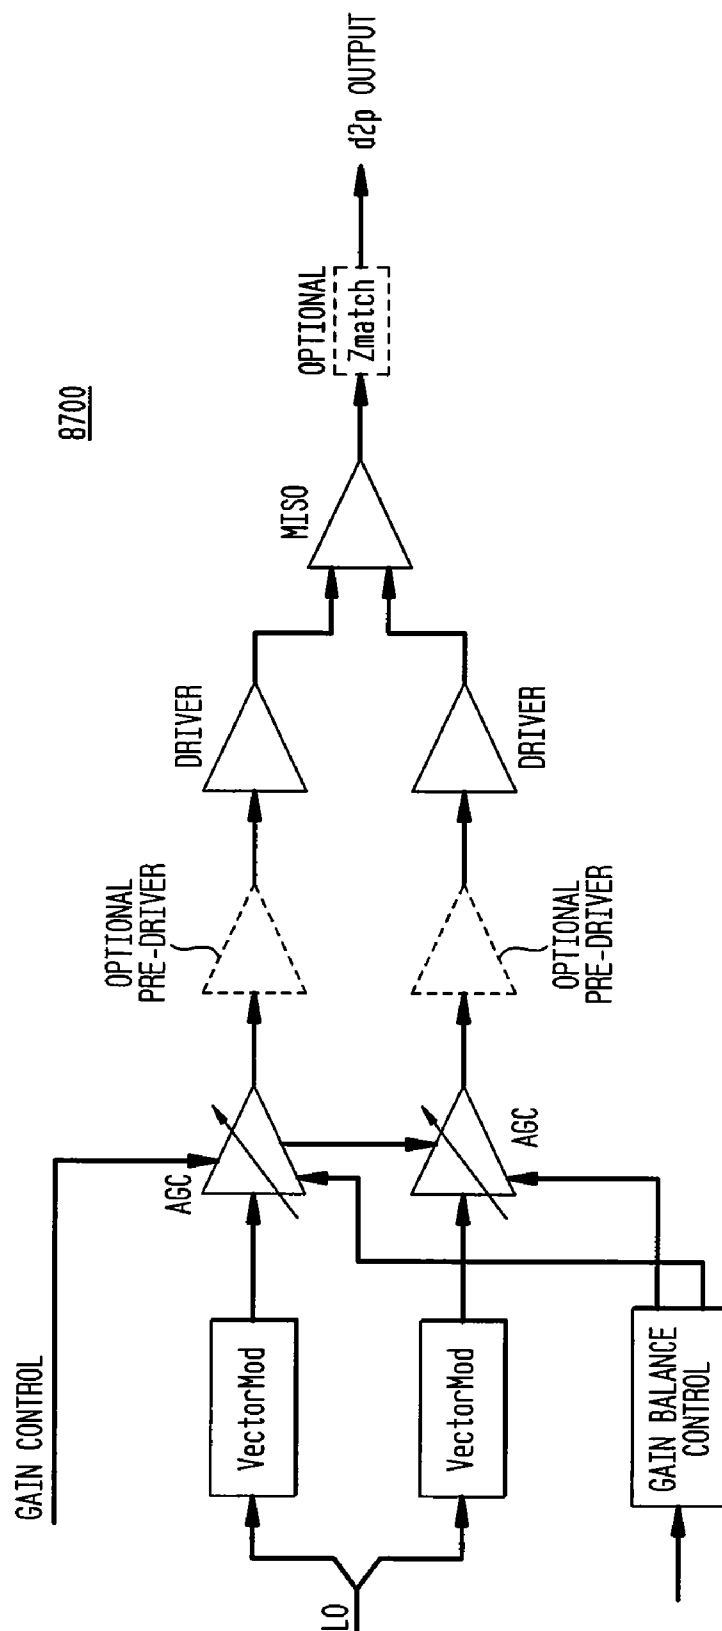 8700
GAIN CONTROL
LO
VectorMod
VectorMod
GAIN BALANCE
CONTROL
AGC
AGC
OPTIONAL
PRE-DRIVER
OPTIONAL
PRE-DRIVER
DRIVER
DRIVER
MISO
OPTIONAL
Zmatch
d2p OUTPUT